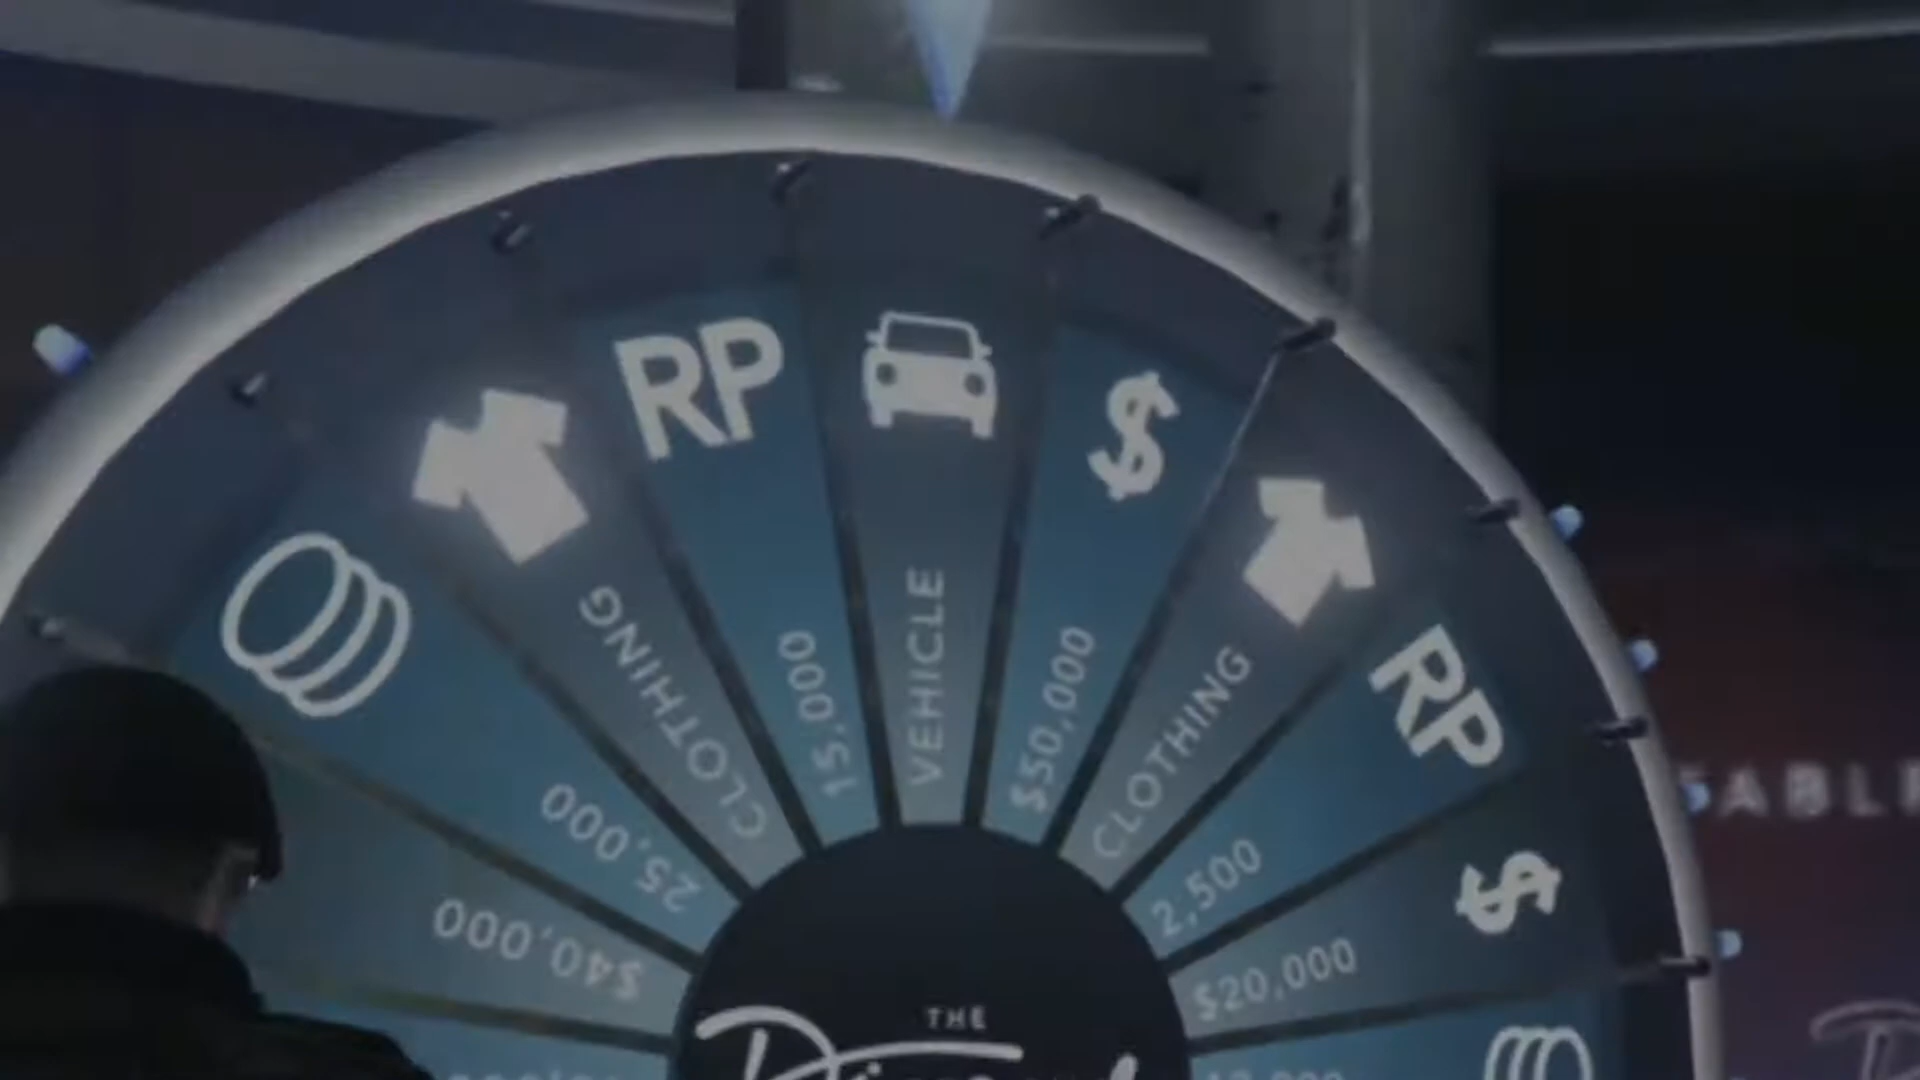 RP
$
CLOTHING
15,000
VEHICLE
$50,000
CLOTHING
RP
25,000
2,500
$
$40,000
$20,000
THE